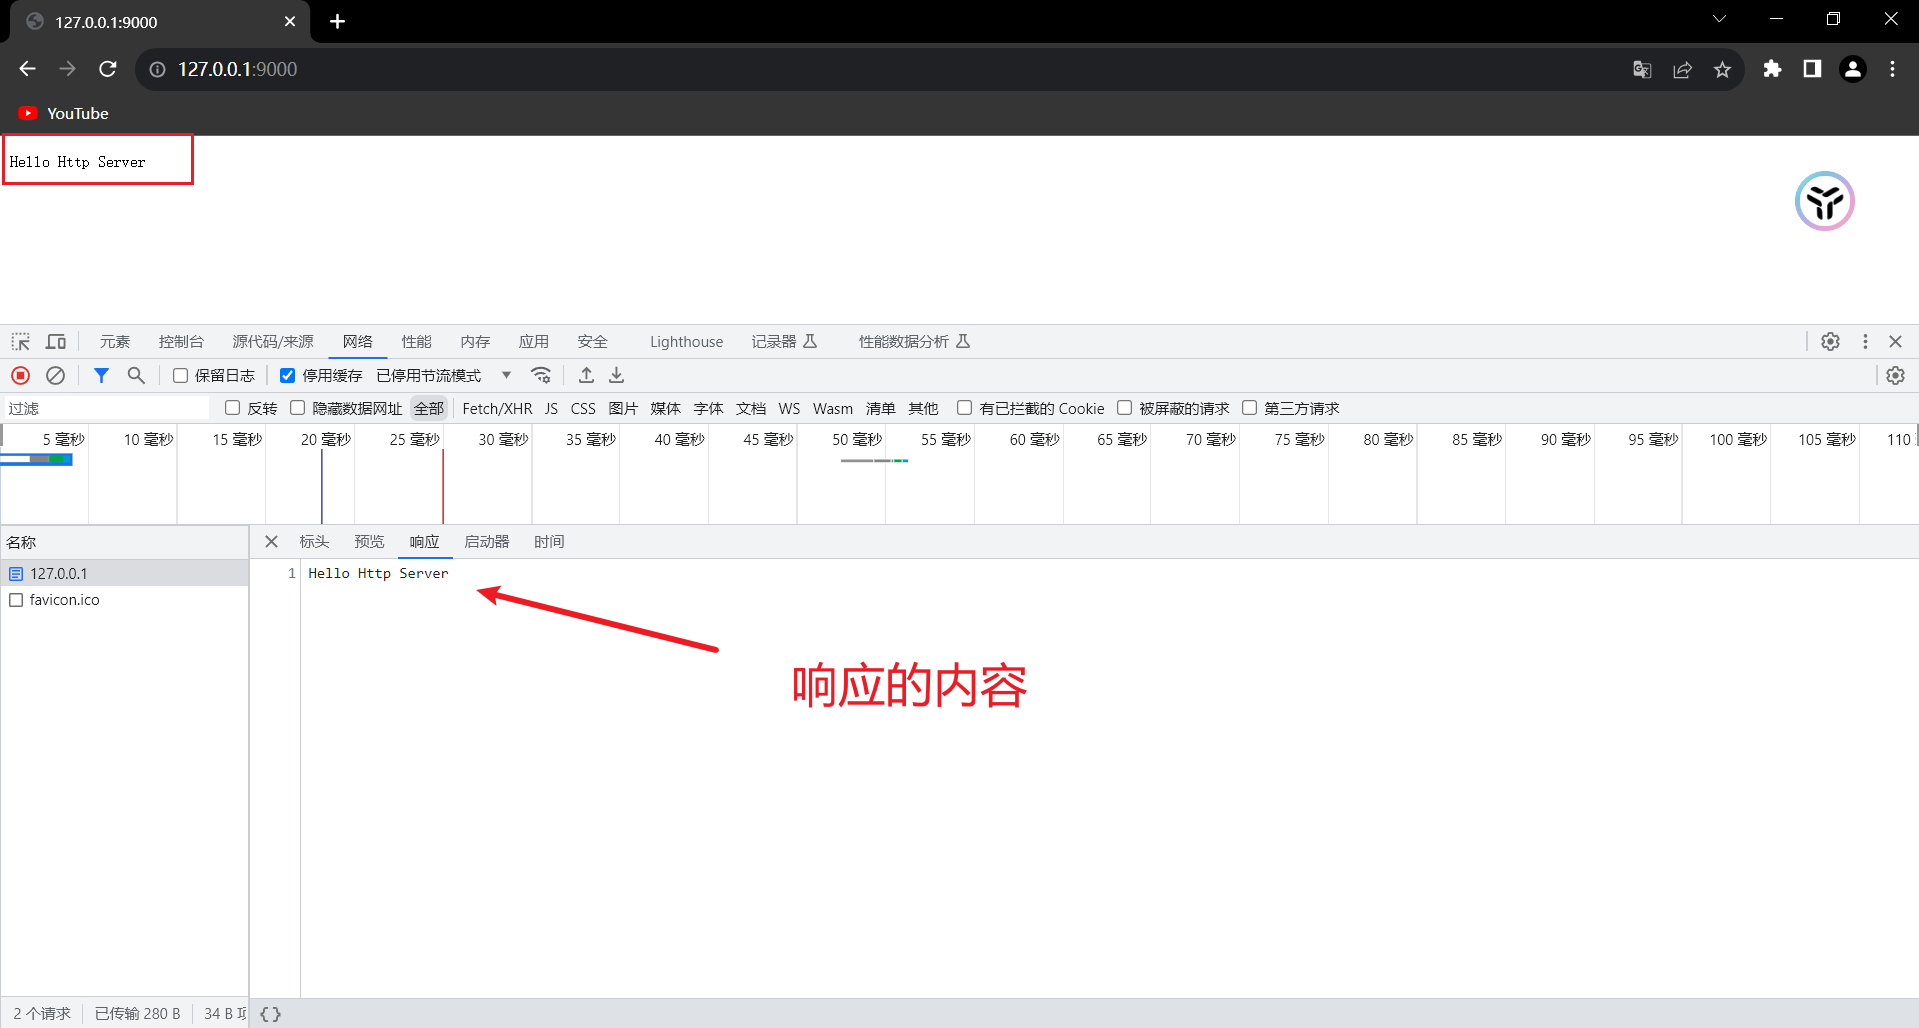 127.0.0.1:9000
127.0.0.1:9000
YouTube
Hello Http Server
元素 控制台 源代码/来源 网络 性能 内存 应用 安全 Lighthouse 记录器 性能数据分析
保留日志 停用缓存 已停用节流模式
过滤 反转 隐藏数据网址 全部 Fetch/XHR JS CSS 图片 媒体 字体 文档 WS Wasm 清单 其他 有已拦截的 Cookie 被屏蔽的请求 第三方请求
5 毫秒 10 毫秒 15 毫秒 20 毫秒 25 毫秒 30 毫秒 35 毫秒 40 毫秒 45 毫秒 50 毫秒 55 毫秒 60 毫秒 65 毫秒 70 毫秒 75 毫秒 80 毫秒 85 毫秒 90 毫秒 95 毫秒 100 毫秒 105 毫秒 110
名称 标头 预览 响应 启动器 时间
127.0.0.1
favicon.ico
1 Hello Http Server
响应的内容
2 个请求 已传输 280 B 34 B {}